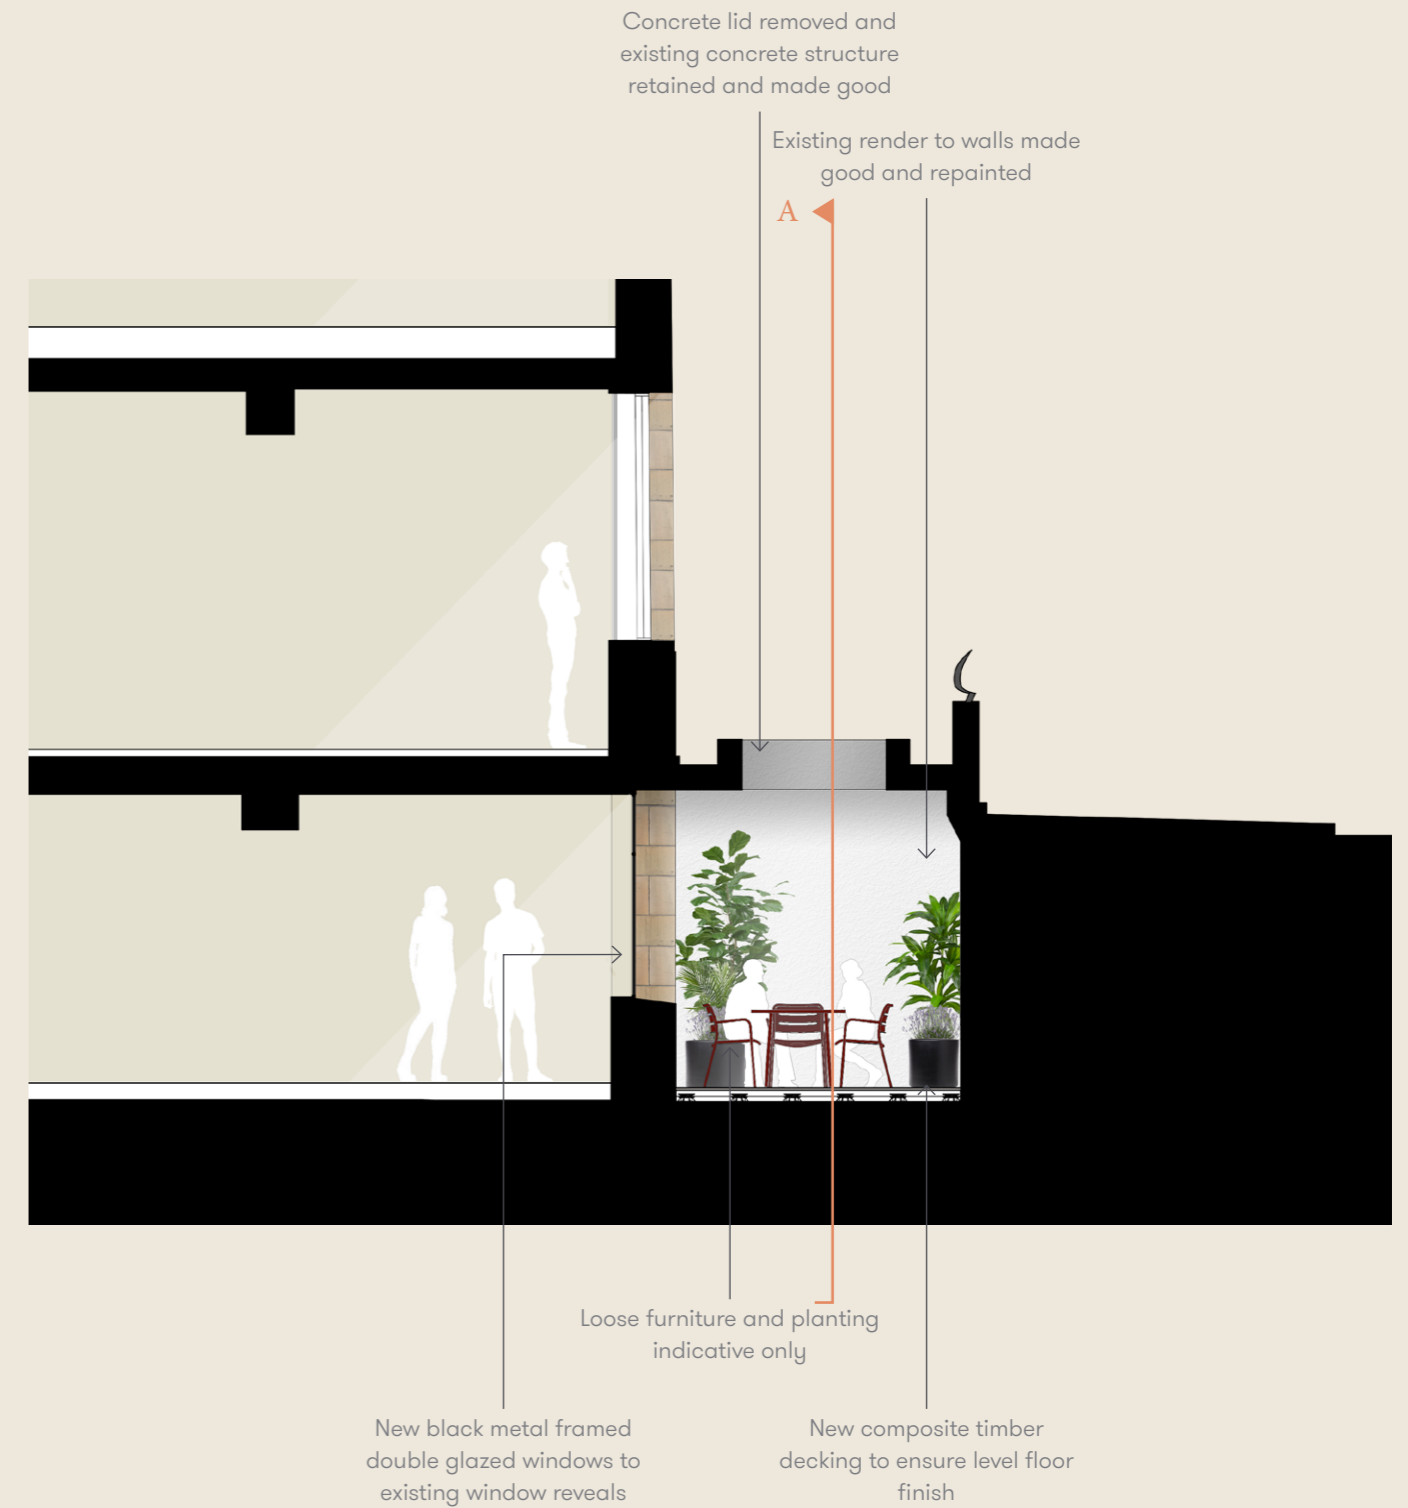 Concrete lid removed and
existing concrete structure
retained and made good
Existing render to walls made
good and repainted
A
Loose furniture and planting
indicative only
New black metal framed
double glazed windows to
existing window reveals
New composite timber
decking to ensure level floor
finish